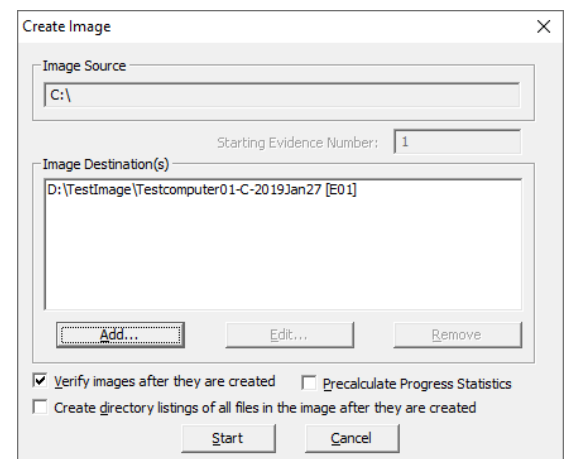 Create Image
Image Source
C:\
Starting Evidence Number: 1
Image Destination(s)
D:\TestImage\Testcomputer01-C-2019Jan27 [E01]
Add... Edit... Remove
Verify images after they are created Precalculate Progress Statistics
Create directory listings of all files in the image after they are created
Start Cancel